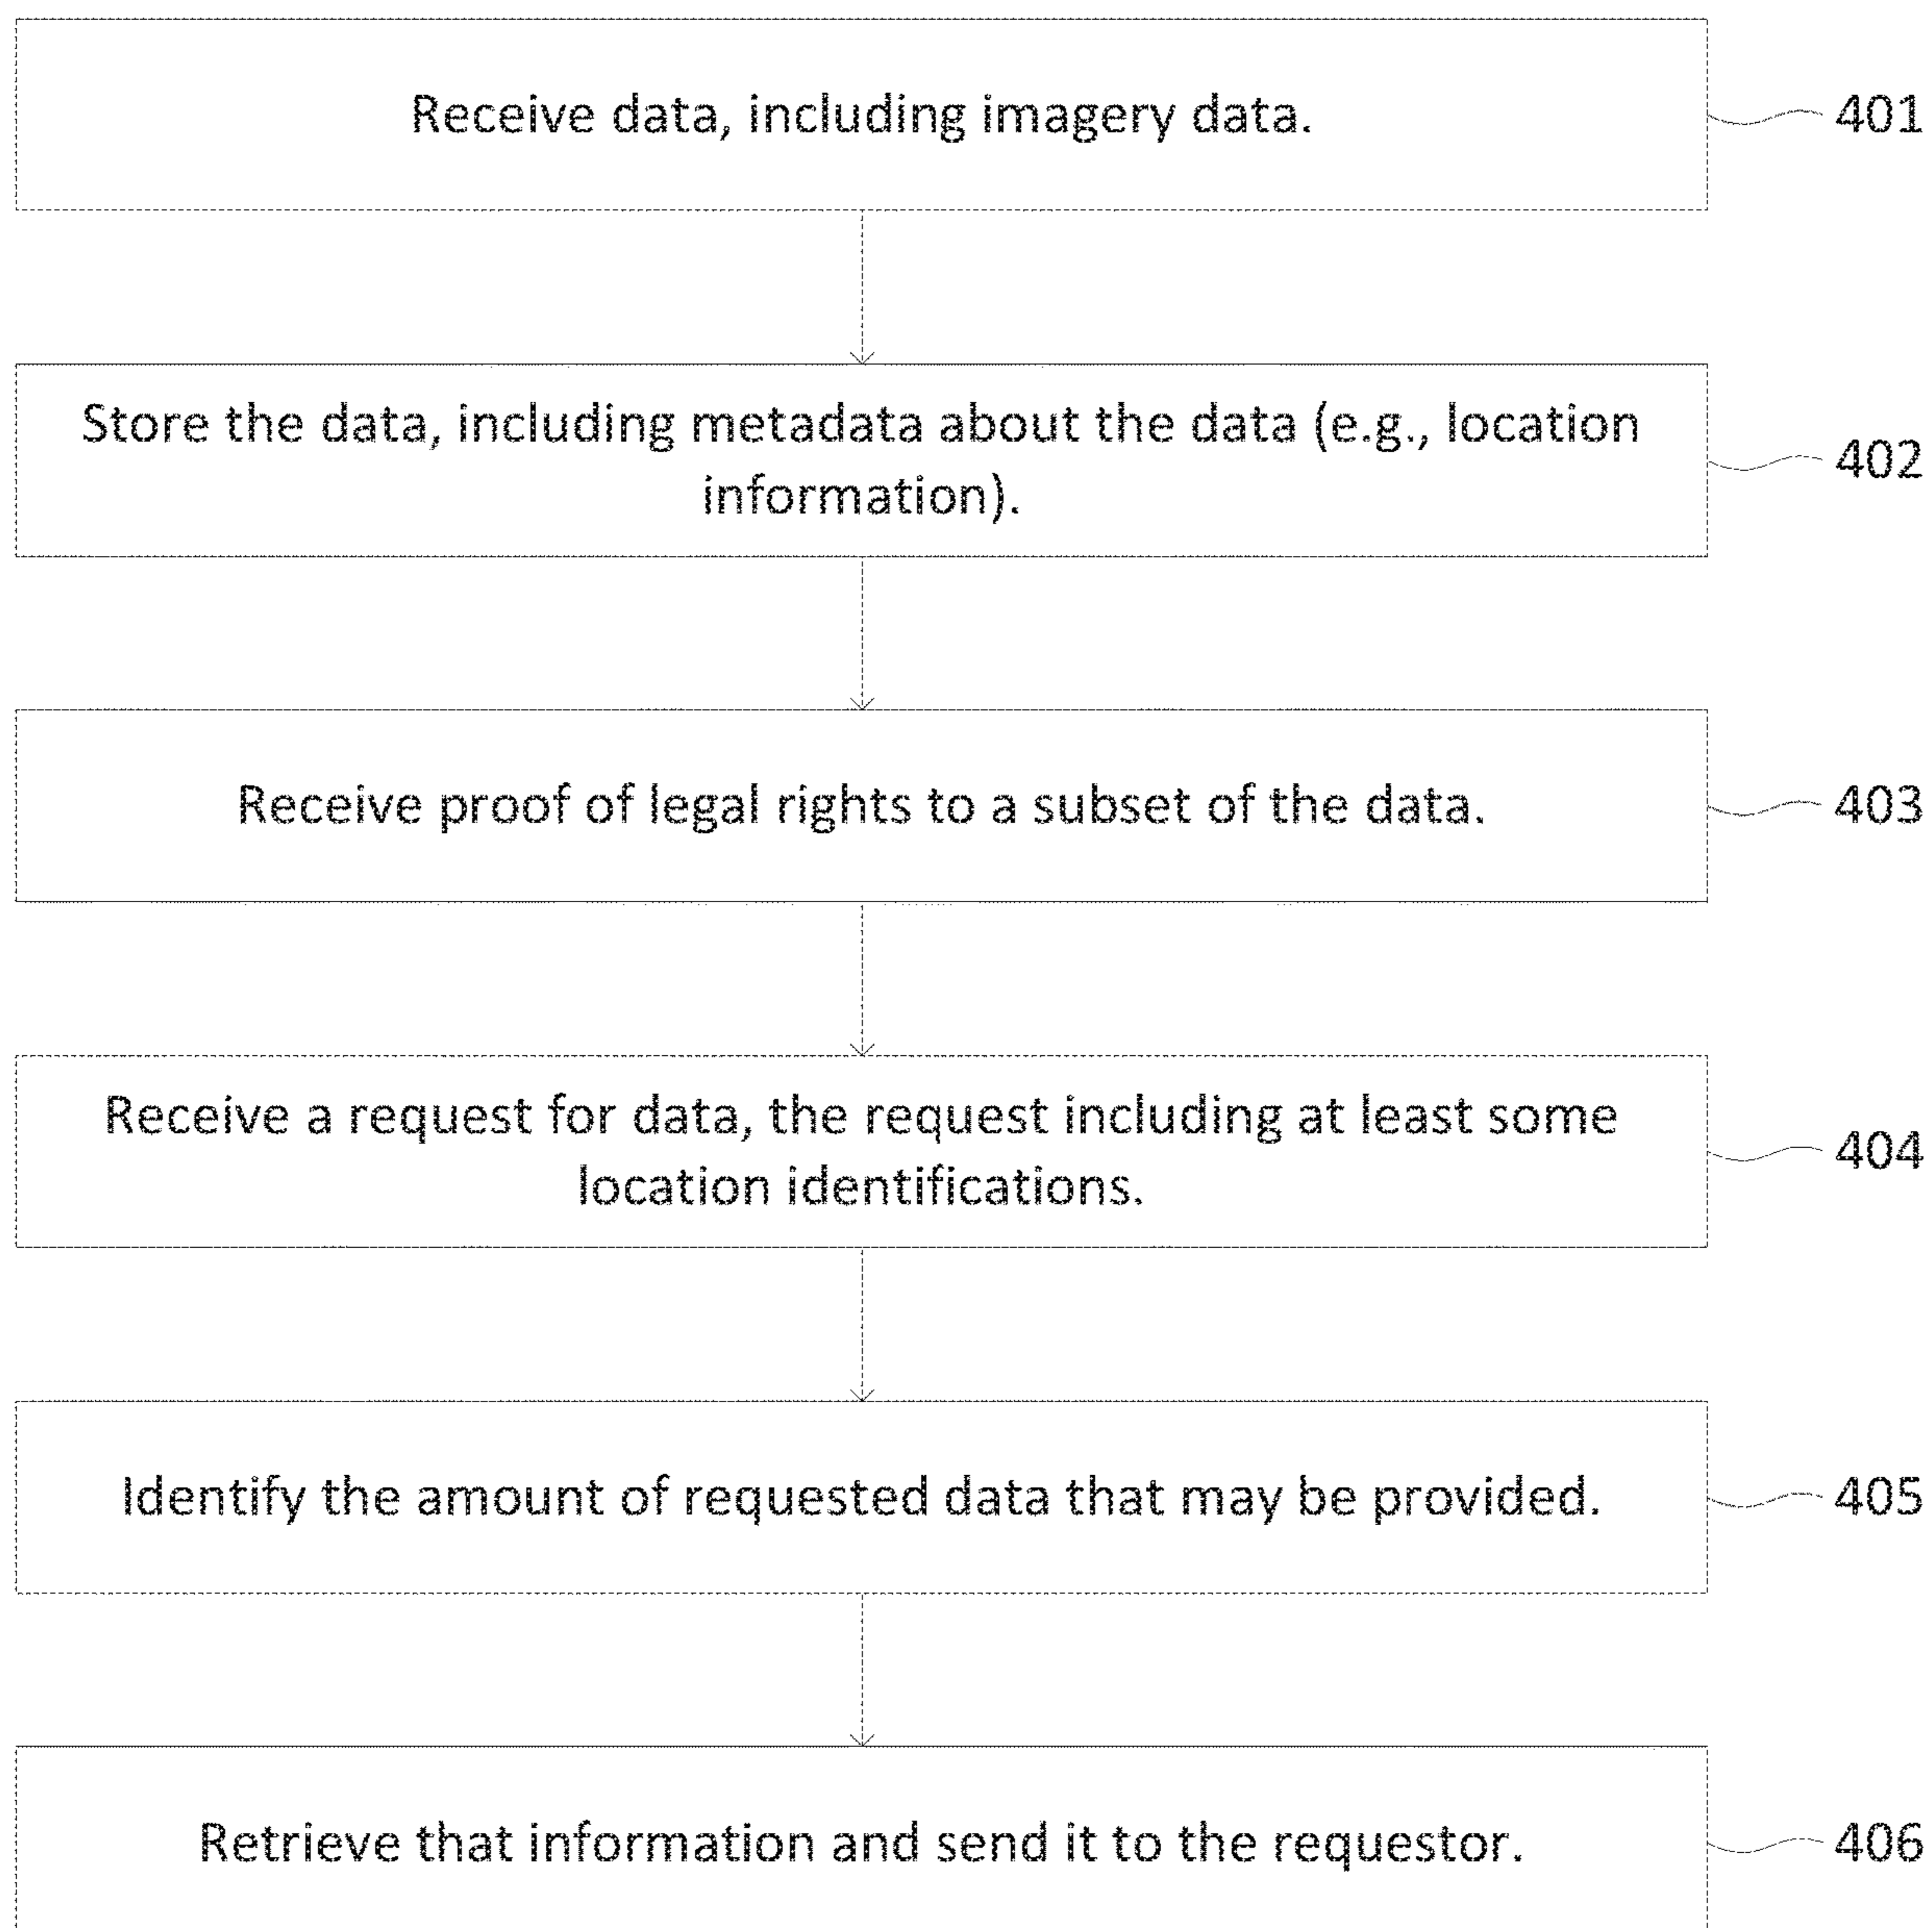 Receive data, including imagery data.
401
Store the data, including metadata about the data (e.g., location
information).
402
Receive proof of legal rights to a subset of the data.
403
Receive a request for data, the request including at least some
location identifications.
404
Identify the amount of requested data that may be provided.
405
Retrieve that information and send it to the requestor.
406